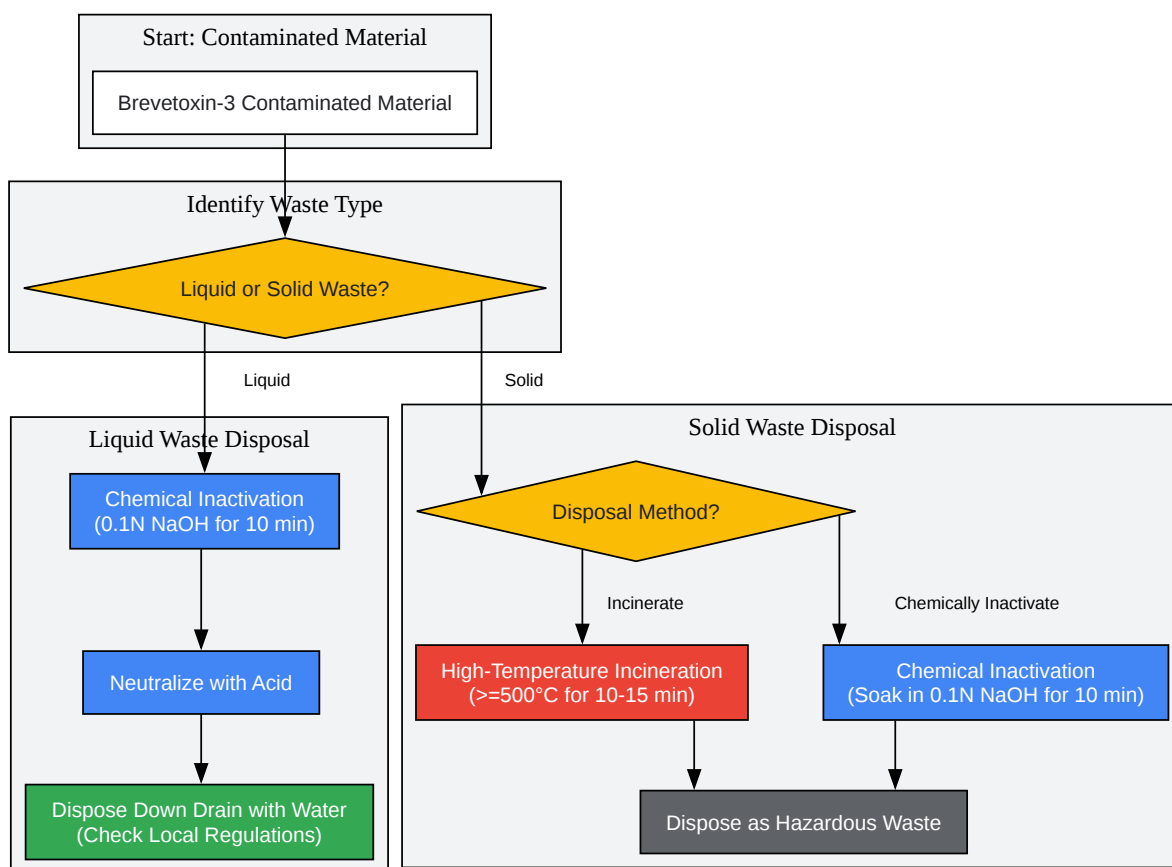 Start: Contaminated Material
Brevetoxin-3 Contaminated Material
Identify Waste Type
Liquid or Solid Waste?
Liquid
Solid
Liquid Waste Disposal
Chemical Inactivation
(0.1N NaOH for 10 min)
Neutralize with Acid
Dispose Down Drain with Water
(Check Local Regulations)
Solid Waste Disposal
Disposal Method?
Incinerate
Chemically Inactivate
High-Temperature Incineration
(>=500°C for 10-15 min)
Chemical Inactivation
(Soak in 0.1N NaOH for 10 min)
Dispose as Hazardous Waste